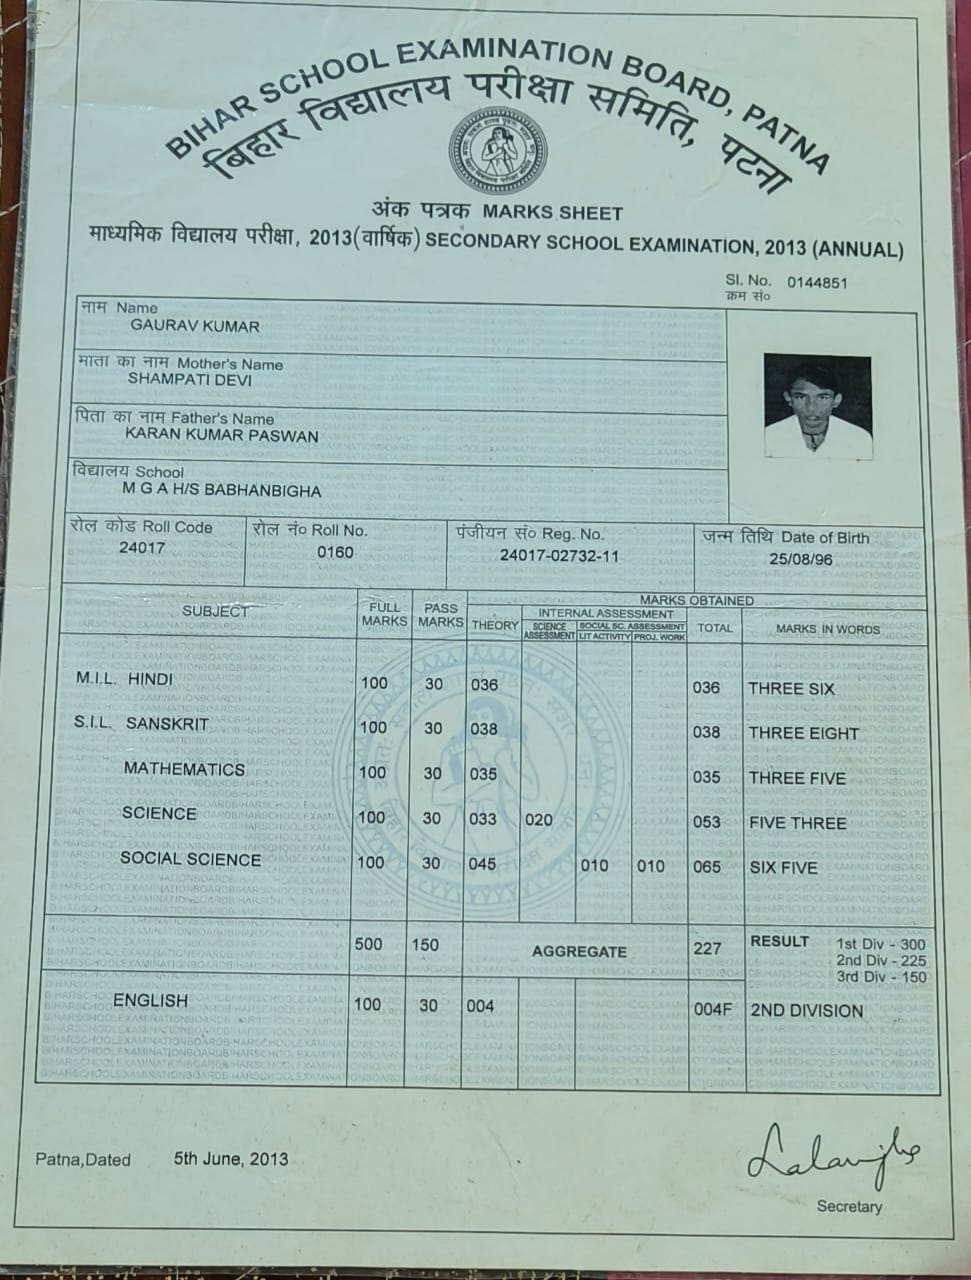 BIHAR SCHOOL EXAMINATION BOARD, PATNA
बिहार विद्यालय परीक्षा समिति, पटना
अंक पत्रक MARKS SHEET
माध्यमिक विद्यालय परीक्षा, 2013(वार्षिक) SECONDARY SCHOOL EXAMINATION, 2013 (ANNUAL)
Sl. No. 0144851
क्रम सं०
नाम Name
GAURAV KUMAR
माता का नाम Mother's Name
SHAMPATI DEVI
पिता का नाम Father's Name
KARAN KUMAR PASWAN
विद्यालय School
M G A H/S BABHANBIGHA
रोल कोड Roll Code रोल नं० Roll No. पंजीयन सं० Reg. No. जन्म तिथि Date of Birth
24017 0160 24017-02732-11 25/08/96
MARKS OBTAINED
SUBJECT FULL MARKS PASS MARKS THEORY INTERNAL ASSESSMENT TOTAL MARKS IN WORDS
SCIENCE ASSESSMENT SOCIAL SC. ASSESSMENT
LIT ACTIVITY PROJ. WORK
M.I.L. HINDI 100 30 036 036 THREE SIX
S.I.L. SANSKRIT 100 30 038 038 THREE EIGHT
MATHEMATICS 100 30 035 035 THREE FIVE
SCIENCE 100 30 033 020 053 FIVE THREE
SOCIAL SCIENCE 100 30 045 010 010 065 SIX FIVE
500 150 AGGREGATE 227 RESULT 1st Div - 300
2nd Div - 225
3rd Div - 150
ENGLISH 100 30 004 004F 2ND DIVISION
Patna,Dated 5th June, 2013
Secretary